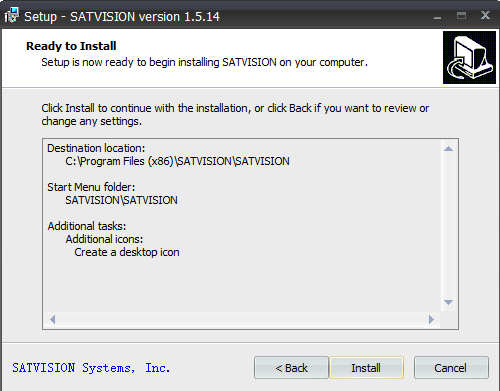 Setup - SATVISION version 1.5.14
Ready to Install
Setup is now ready to begin installing SATVISION on your computer.
Click Install to continue with the installation, or click Back if you want to review or
change any settings.
Destination location:
C:\Program Files (x86)\SATVISION\SATVISION
Start Menu folder:
SATVISION\SATVISION
Additional tasks:
Additional icons:
Create a desktop icon
SATVISION Systems, Inc.
< Back
Install
Cancel